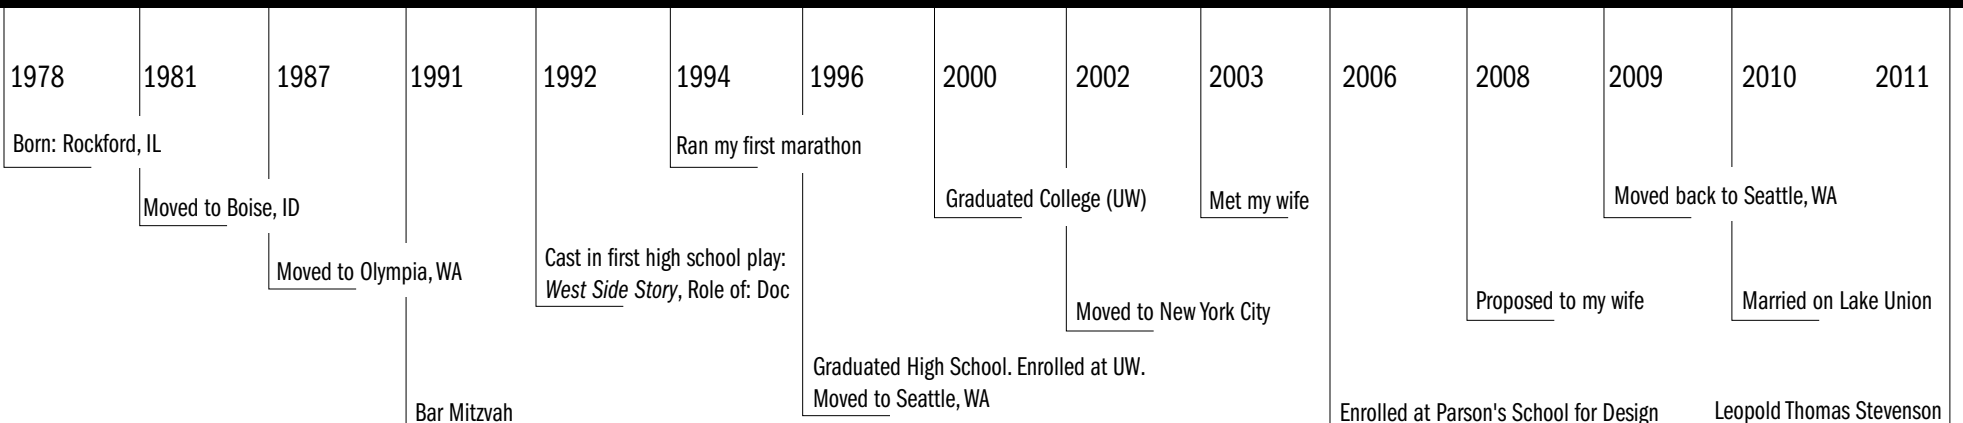 1978 1981 1987 1991 1992 1994 1996 2000 2002 2003 2006 2008 2009 2010 2011
Born: Rockford, IL
Moved to Boise, ID
Moved to Olympia, WA
Bar Mitzvah
Cast in first high school play:
West Side Story, Role of: Doc
Ran my first marathon
Graduated High School. Enrolled at UW.
Moved to Seattle, WA
Graduated College (UW)
Moved to New York City
Met my wife
Enrolled at Parson's School for Design
Proposed to my wife
Moved back to Seattle, WA
Married on Lake Union
Leopold Thomas Stevenson